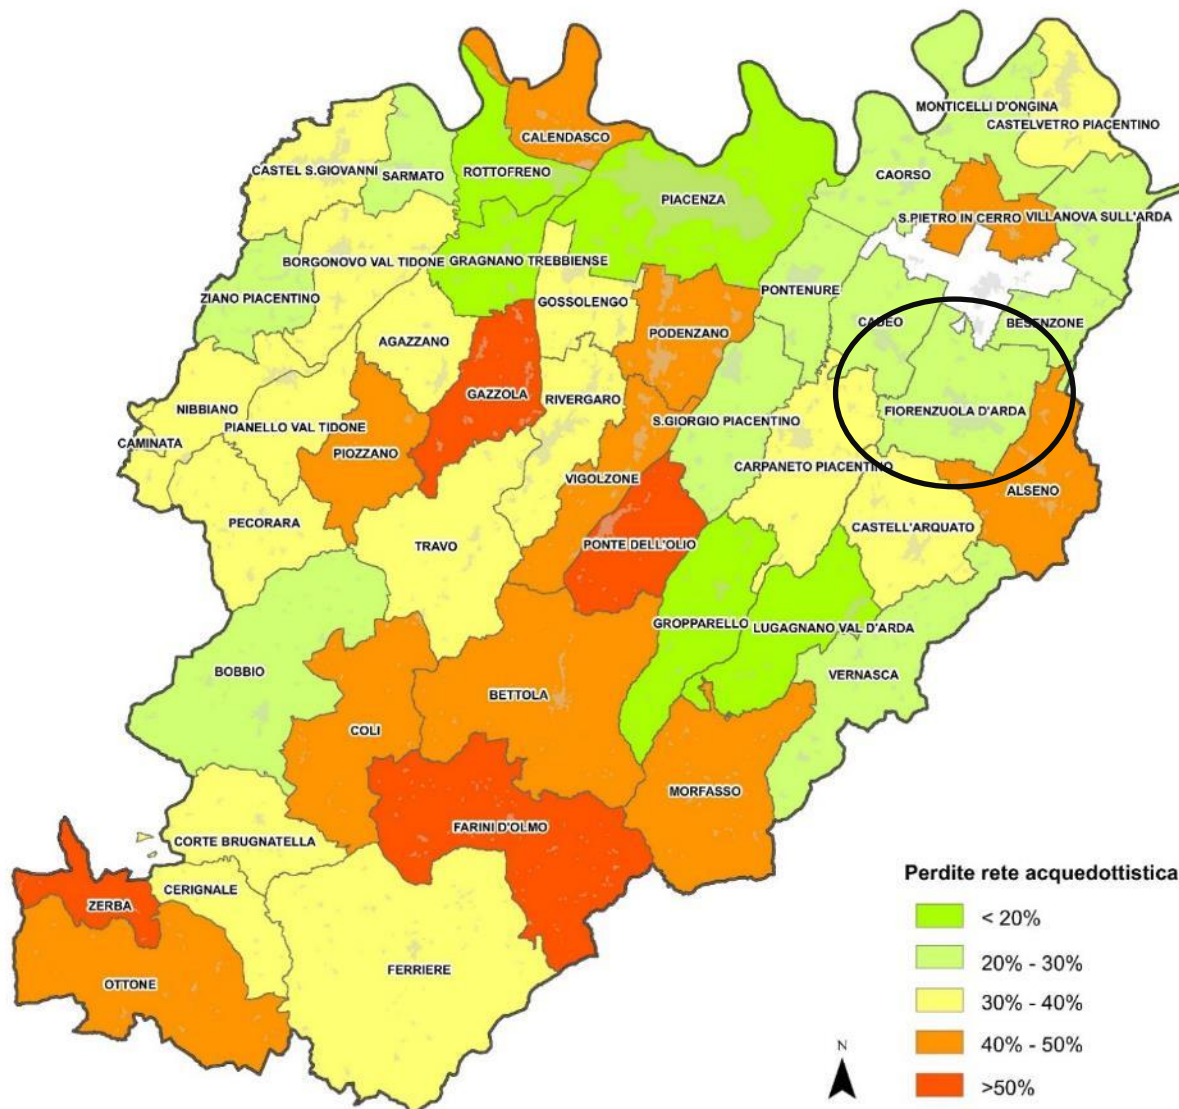 MONTICELLI D'ONGINA
CASTELVETRO PIACENTINO
CALENDASCO
CASTEL S.GIOVANNI
SARMATO
ROTTOFRENO
CAORSO
PIACENZA
S.PIETRO IN CERRO
VILLANOVA SULL'ARDA
BORGONOVO VAL TIDONE
GRAGNANO TREBBIENSE
ZIANO PIACENTINO
GOSSOLENGO
PONTENURE
CADEO
BESENZONE
PODENZANO
AGAZZANO
GAZZOLA
RIVERGARO
NIBBIANO
PIANELLO VAL TIDONE
S.GIORGIO PIACENTINO
FIORENZUOLA D'ARDA
CAMINATA
PIOZZANO
VIGOLZONE
CARPANETO PIACENTINO
ALSENO
PECORARA
CASTELL'ARQUATO
TRAVO
PONTE DELL'OLIO
GROPPARELLO
LUGAGNANO VAL D'ARDA
BOBBIO
VERNASCA
BETTOLA
COLI
MORFASSO
FARINI D'OLMO
CORTE BRUGNATELLA
CERIGNALE
ZERBA
FERRIERE
OTTONE
Perdite rete acquedottistica
< 20%
20% - 30%
30% - 40%
40% - 50%
>50%
N